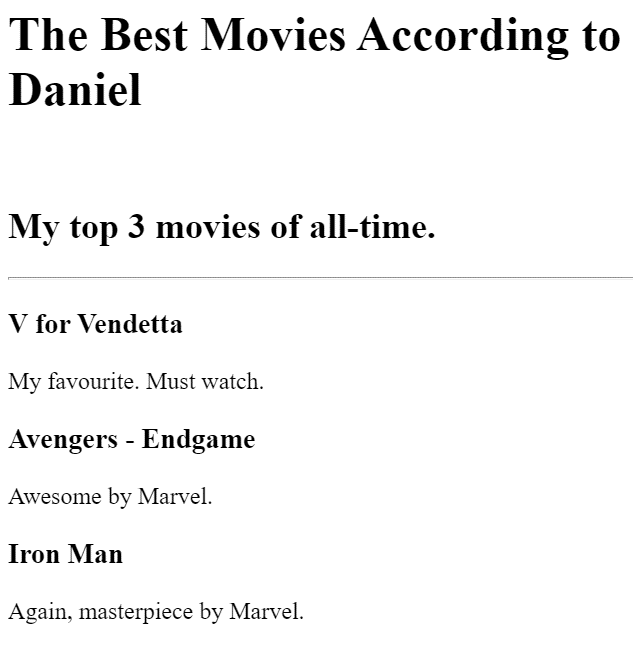 The Best Movies According to
Daniel
My top 3 movies of all-time.
V for Vendetta
My favourite. Must watch.
Avengers - Endgame
Awesome by Marvel.
Iron Man
Again, masterpiece by Marvel.